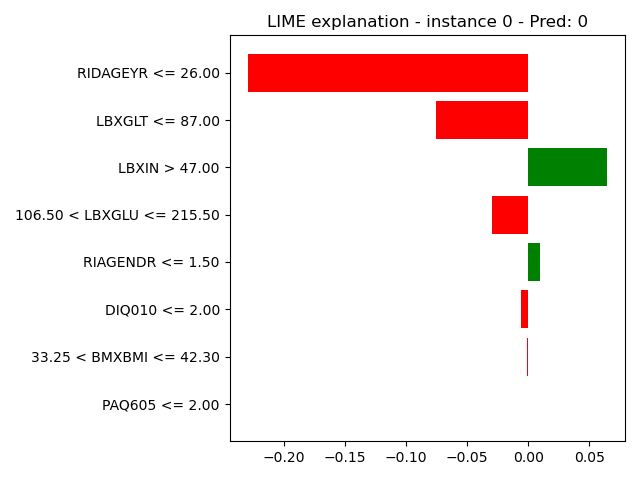 LIME explanation - instance 0 - Pred: 0
RIDAGEYR <= 26.00
LBXGLT <= 87.00
LBXIN > 47.00
106.50 < LBXGLU <= 215.50
RIAGENDR <= 1.50
DIQ010 <= 2.00
33.25 < BMXBMI <= 42.30
PAQ605 <= 2.00
−0.20 −0.15 −0.10 −0.05 0.00 0.05